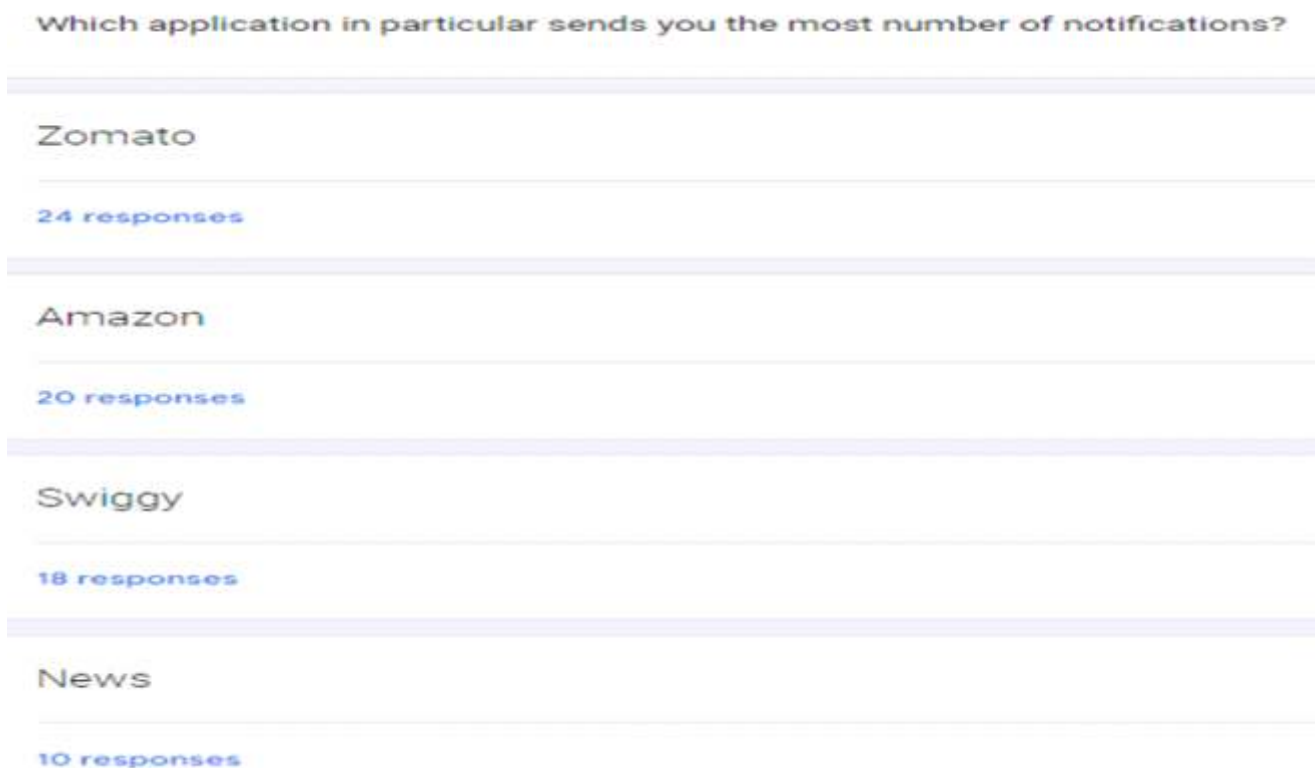 Which application in particular sends you the most number of notifications?
Zomato
24 responses
Amazon
20 responses
Swiggy
18 responses
News
10 responses